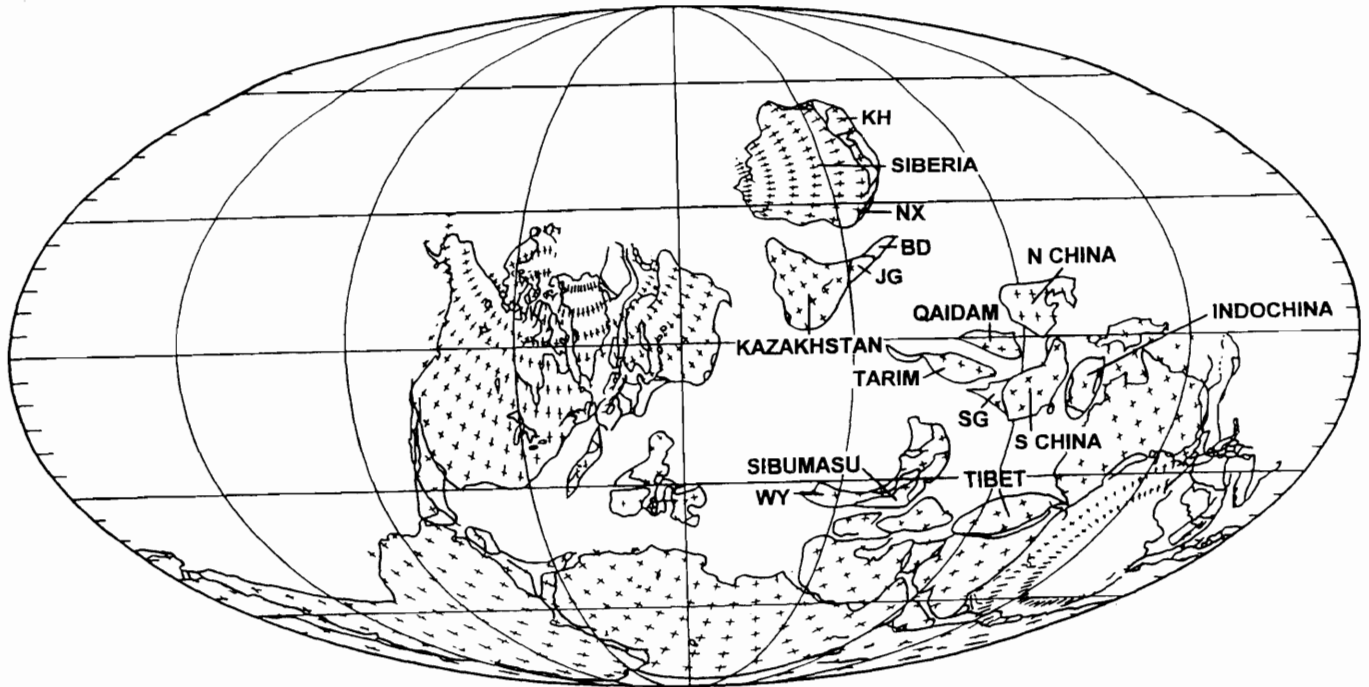 KH
SIBERIA
NX
BD
N CHINA
JG
QAIDAM
INDOCHINA
KAZAKHSTAN
TARIM
SG
S CHINA
SIBUMASU
TIBET
WY